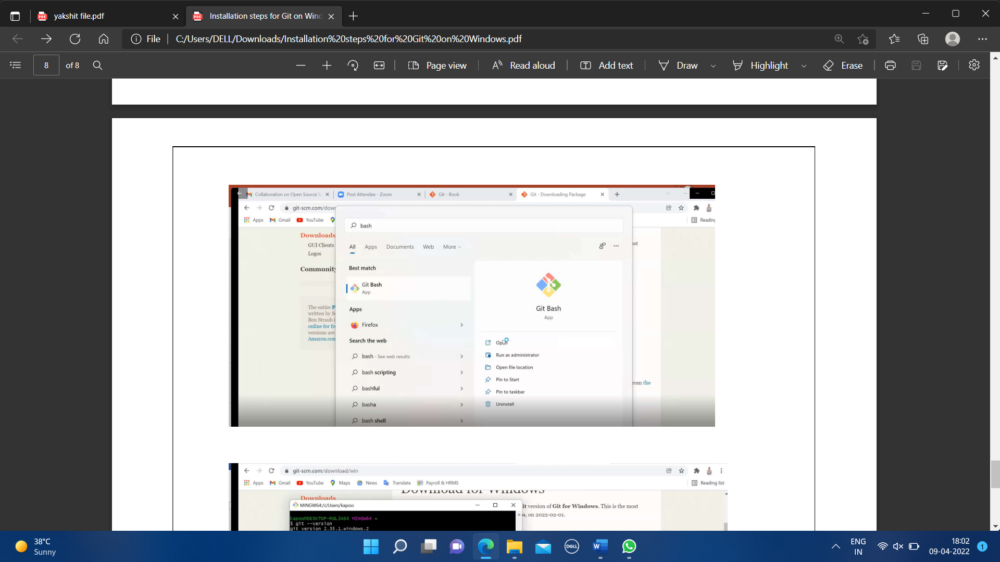 yakshit file.pdf
Installation steps for Git on Wind
File
C:/Users/DELL/Downloads/Installation%20steps%20for%20Git%20on%20Windows.pdf
8 of 8
Page view
Read aloud
Add text
Draw
Highlight
Erase
Collaboration on Open Source S
Post Attendee - Zoom
Git - Book
Git - Downloading Package
git-scm.com/dow
Apps
Gmail
YouTube
Reading
bash
Downloads
GUI Clients
Logos
Community
All
Apps
Documents
Web
More
ost
Best match
Git Bash
App
The entire P
written by S
Ben Straub i
online for fr
versions are
Amazon.con
Apps
Firefox
Search the web
bash - See web results
bash scripting
bashful
basha
bash shell
Git Bash
App
Open
Run as administrator
Open file location
Pin to Start
Pin to taskbar
Uninstall
rom the
git-scm.com/download/win
Apps
Gmail
YouTube
Maps
News
Translate
Payroll & HRMS
Reading list
Download for Windows
Downloads
MINGW64:/c/Users/kapoo
it version of Git for Windows. This is the most
o, on 2022-02-01.
kapoo@DESKTOP-RGL3AS4 MINGW64 ~
$ git --version
git version 2.35.1.windows.2
38°C
Sunny
DELL
W
ENG
IN
18:02
09-04-2022
1